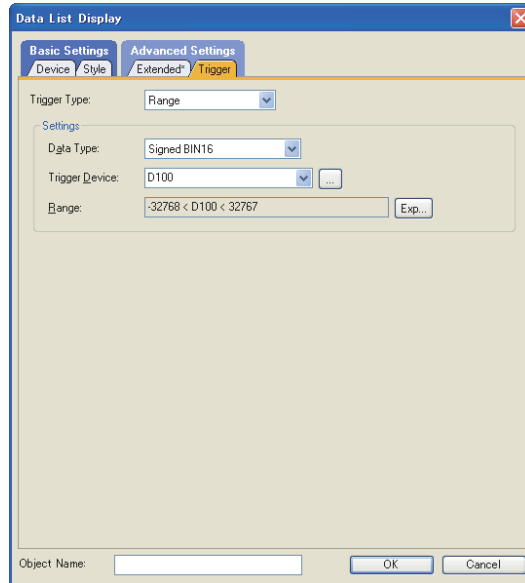 Data List Display
Basic Settings Advanced Settings
Device Style Extended* Trigger
Trigger Type: Range
Settings
Data Type: Signed BIN16
Trigger Device: D100 ...
Range: -32768 < D100 < 32767 Exp...
Object Name: OK Cancel